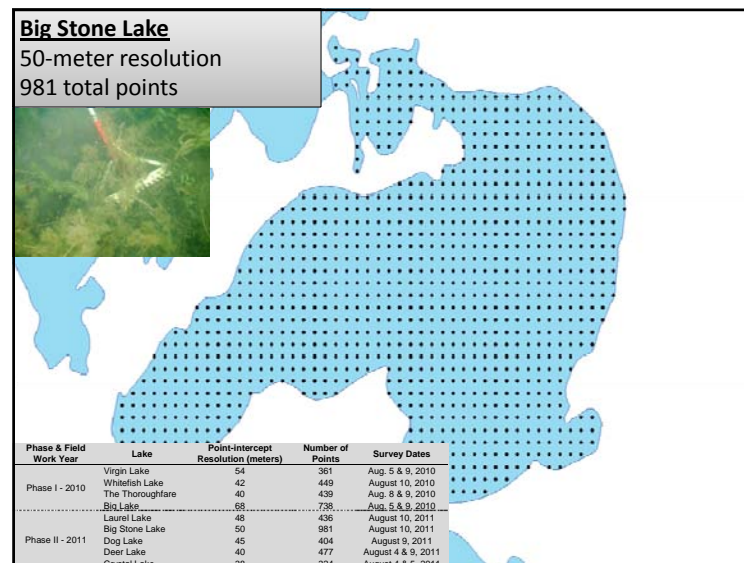 Big Stone Lake
50-meter resolution
981 total points
Phase & Field Work Year Lake Point-intercept Resolution (meters) Number of Points Survey Dates
Phase I - 2010
Virgin Lake 54 361 Aug. 5 & 9, 2010
Whitefish Lake 42 449 August 10, 2010
The Thoroughfare 40 439 Aug. 8 & 9, 2010
Big Lake 68 738 Aug. 5 & 9, 2010
Phase II - 2011
Laurel Lake 48 436 August 10, 2011
Big Stone Lake 50 981 August 10, 2011
Dog Lake 45 404 August 9, 2011
Deer Lake 40 477 August 4 & 9, 2011
Crystal Lake